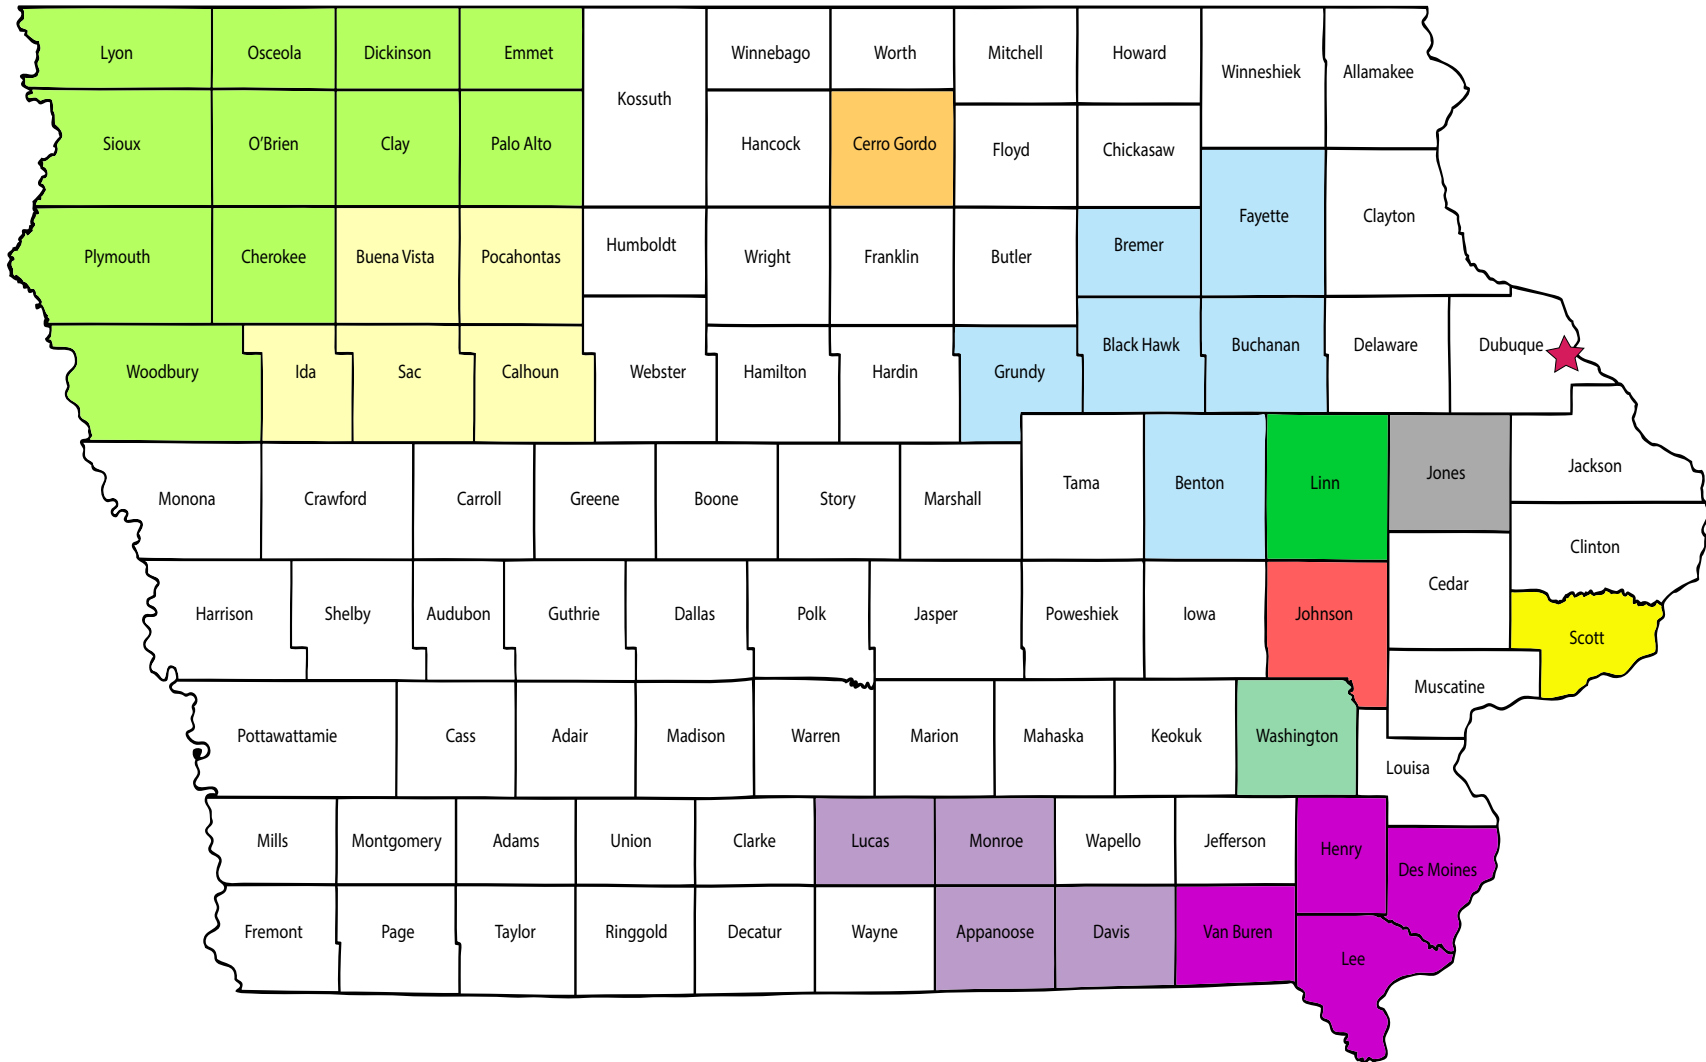 Lyon
Osceola
Dickinson
Emmet
Kossuth
Winnebago
Worth
Mitchell
Howard
Winneshiek
Allamakee
Sioux
O'Brien
Clay
Palo Alto
Hancock
Cerro Gordo
Floyd
Chickasaw
Fayette
Clayton
Plymouth
Cherokee
Buena Vista
Pocahontas
Humboldt
Wright
Franklin
Butler
Bremer
Woodbury
Ida
Sac
Calhoun
Webster
Hamilton
Hardin
Grundy
Black Hawk
Buchanan
Delaware
Dubuque
Monona
Crawford
Carroll
Greene
Boone
Story
Marshall
Tama
Benton
Linn
Jones
Jackson
Clinton
Harrison
Shelby
Audubon
Guthrie
Dallas
Polk
Jasper
Poweshiek
Iowa
Johnson
Cedar
Scott
Muscatine
Pottawattamie
Cass
Adair
Madison
Warren
Marion
Mahaska
Keokuk
Washington
Louisa
Mills
Montgomery
Adams
Union
Clarke
Lucas
Monroe
Wapello
Jefferson
Henry
Des Moines
Fremont
Page
Taylor
Ringgold
Decatur
Wayne
Appanoose
Davis
Van Buren
Lee